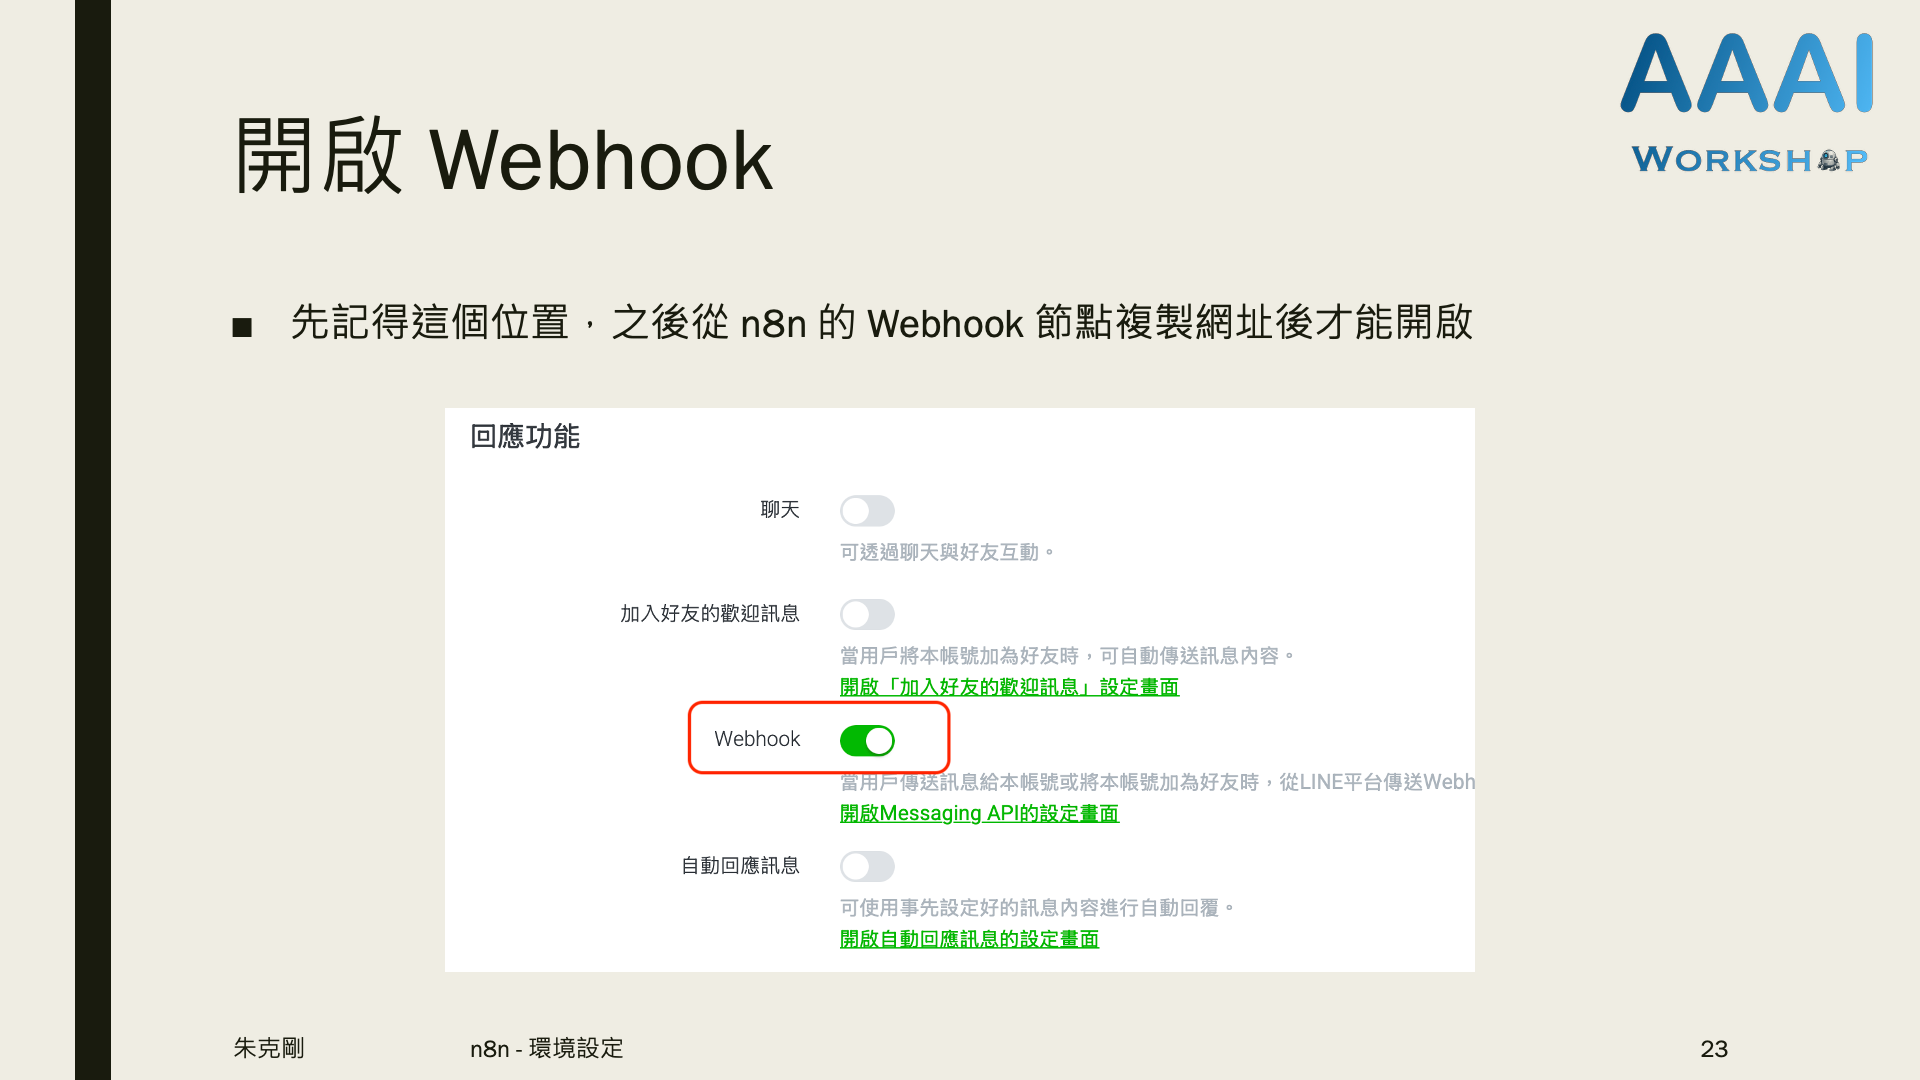 AAAI
WORKSHOP
開啟 Webhook
■ 先記得這個位置，之後從 n8n 的 Webhook 節點複製網址後才能開啟
回應功能
聊天
可透過聊天與好友互動。
加入好友的歡迎訊息
當用戶將本帳號加為好友時，可自動傳送訊息內容。
開啟「加入好友的歡迎訊息」設定畫面
Webhook
當用戶傳送訊息給本帳號或將本帳號加為好友時，從LINE平台傳送Webh
開啟Messaging API的設定畫面
自動回應訊息
可使用事先設定好的訊息內容進行自動回覆。
開啟自動回應訊息的設定畫面
朱克剛
n8n - 環境設定
23